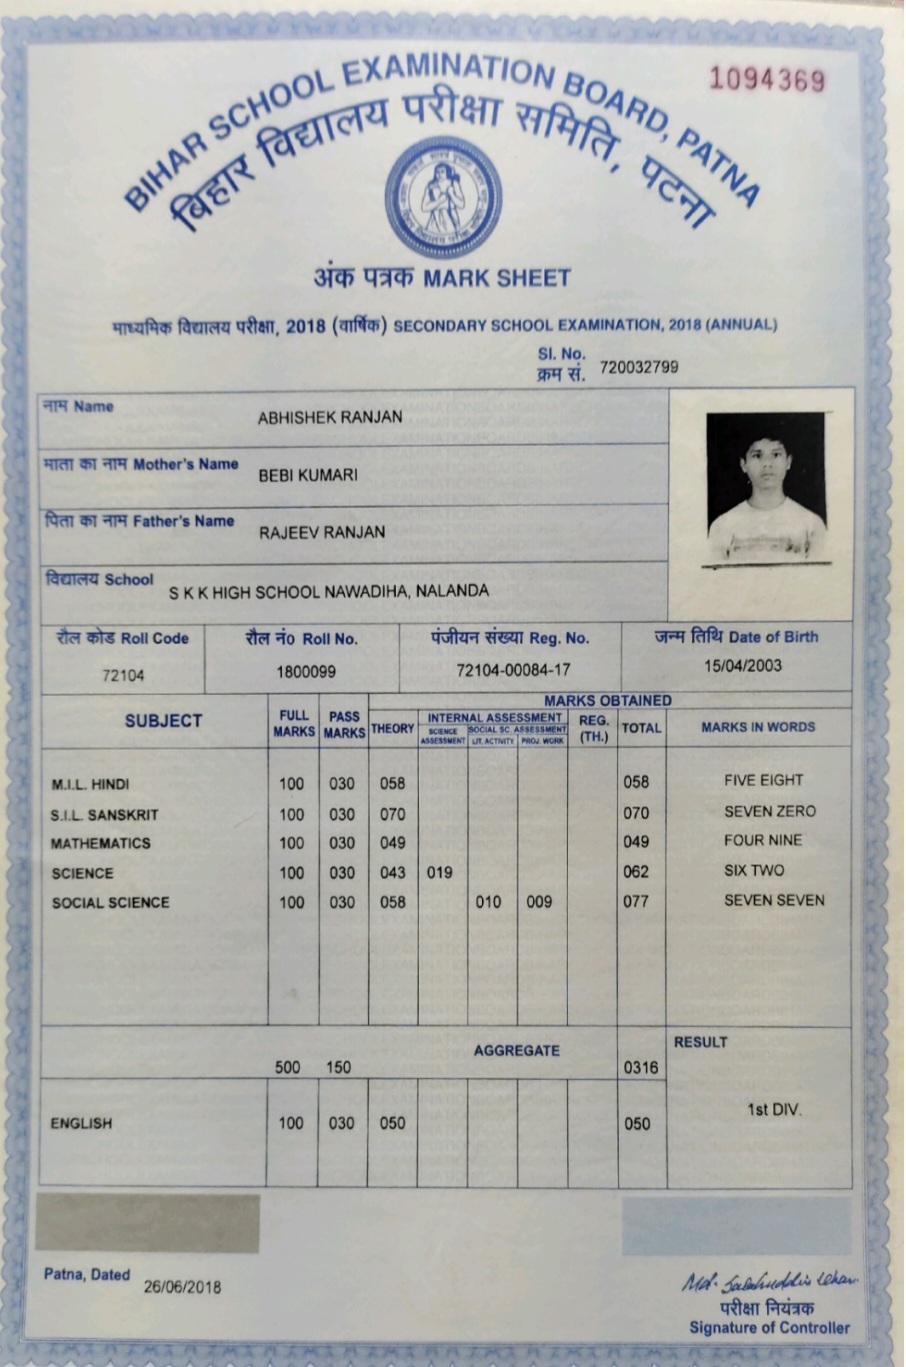 1094369
BIHAR SCHOOL EXAMINATION BOARD, PATNA
बिहार विद्यालय परीक्षा समिति, पटना
अंक पत्रक MARK SHEET
माध्यमिक विद्यालय परीक्षा, 2018 (वार्षिक) SECONDARY SCHOOL EXAMINATION, 2018 (ANNUAL)
Sl. No.
क्रम सं. 720032799
नाम Name
ABHISHEK RANJAN
माता का नाम Mother's Name
BEBI KUMARI
पिता का नाम Father's Name
RAJEEV RANJAN
विद्यालय School
S K K HIGH SCHOOL NAWADIHA, NALANDA
रौल कोड Roll Code रौल नं० Roll No. पंजीयन संख्या Reg. No. जन्म तिथि Date of Birth
72104 1800099 72104-00084-17 15/04/2003
MARKS OBTAINED
SUBJECT FULL MARKS PASS MARKS THEORY INTERNAL ASSESSMENT REG. (TH.) TOTAL MARKS IN WORDS
SCIENCE ASSESSMENT SOCIAL SC. ASSESSMENT
LIT. ACTIVITY PROJ. WORK
M.I.L. HINDI 100 030 058 058 FIVE EIGHT
S.I.L. SANSKRIT 100 030 070 070 SEVEN ZERO
MATHEMATICS 100 030 049 049 FOUR NINE
SCIENCE 100 030 043 019 062 SIX TWO
SOCIAL SCIENCE 100 030 058 010 009 077 SEVEN SEVEN
AGGREGATE RESULT
500 150 0316
1st DIV.
ENGLISH 100 030 050 050
Patna, Dated 26/06/2018
परीक्षा नियंत्रक
Signature of Controller